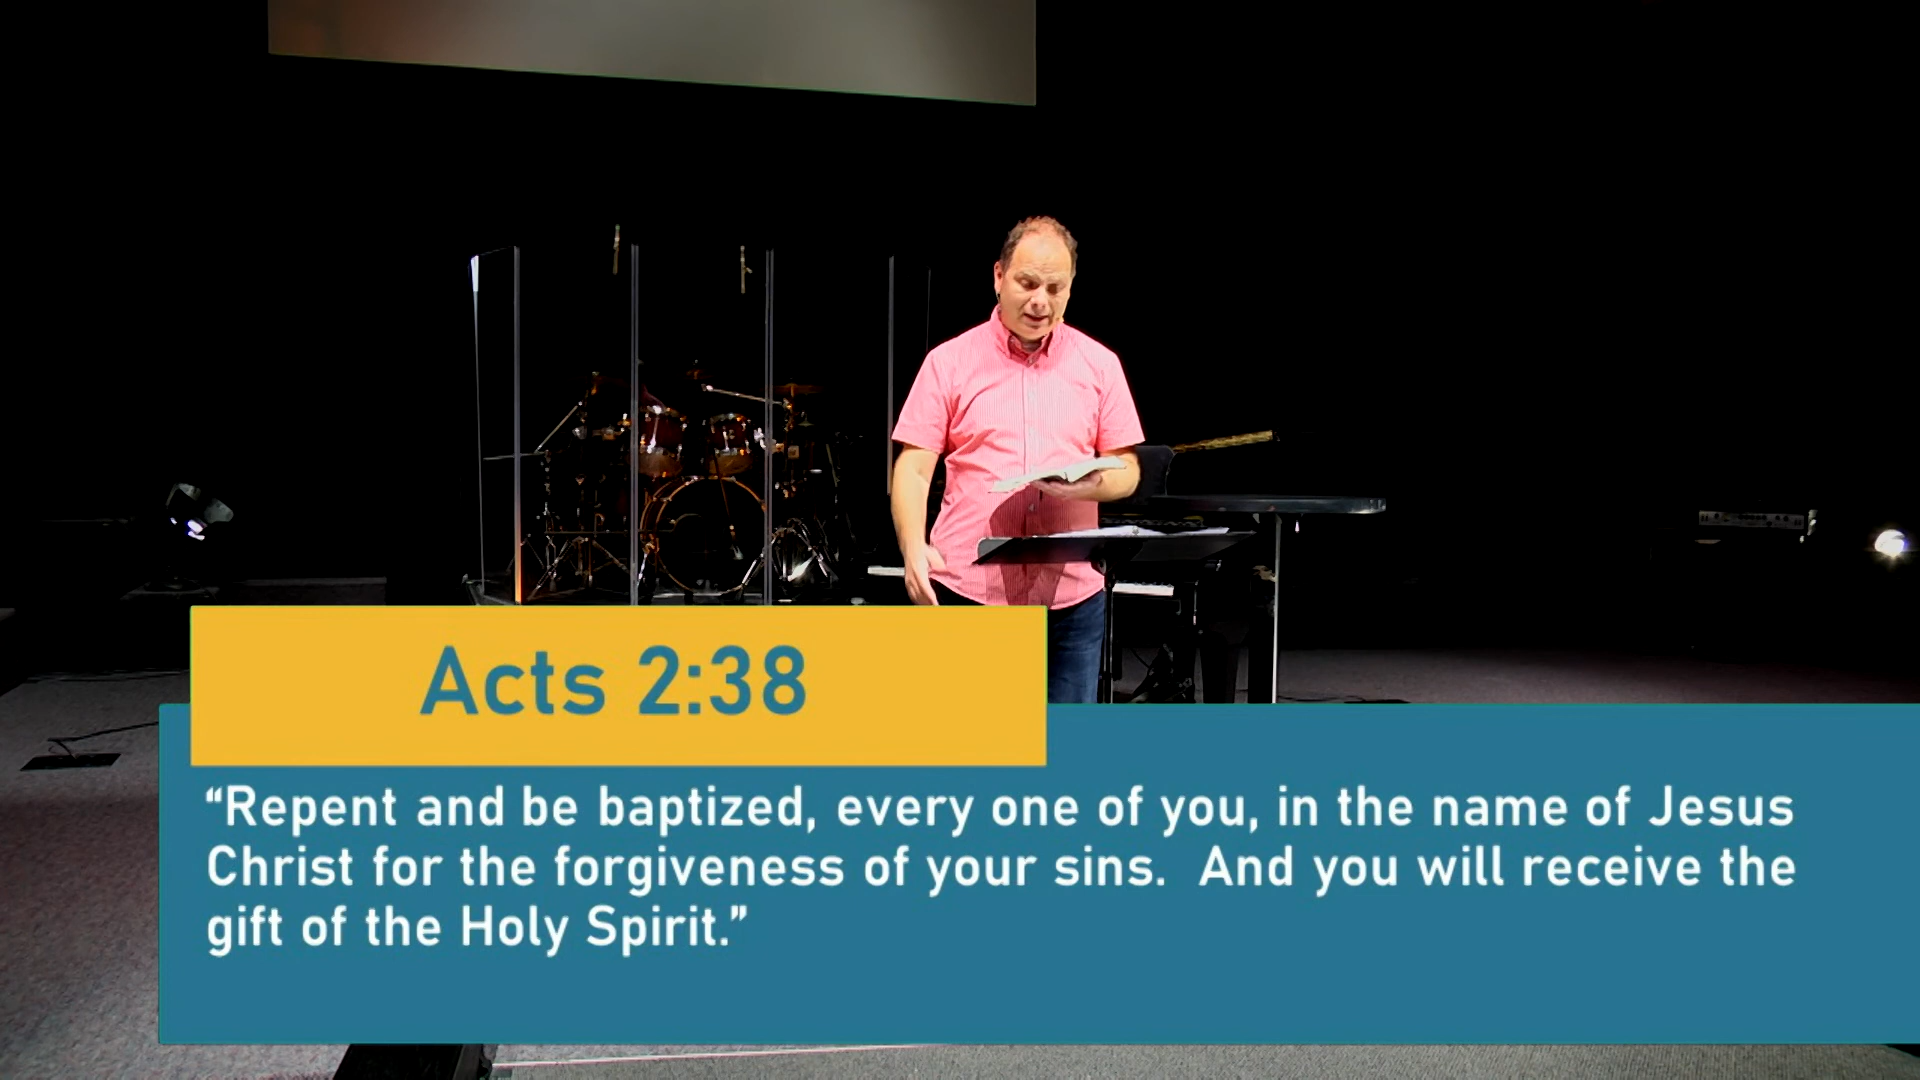 Acts 2:38
“Repent and be baptized, every one of you, in the name of Jesus
Christ for the forgiveness of your sins.  And you will receive the
gift of the Holy Spirit.”